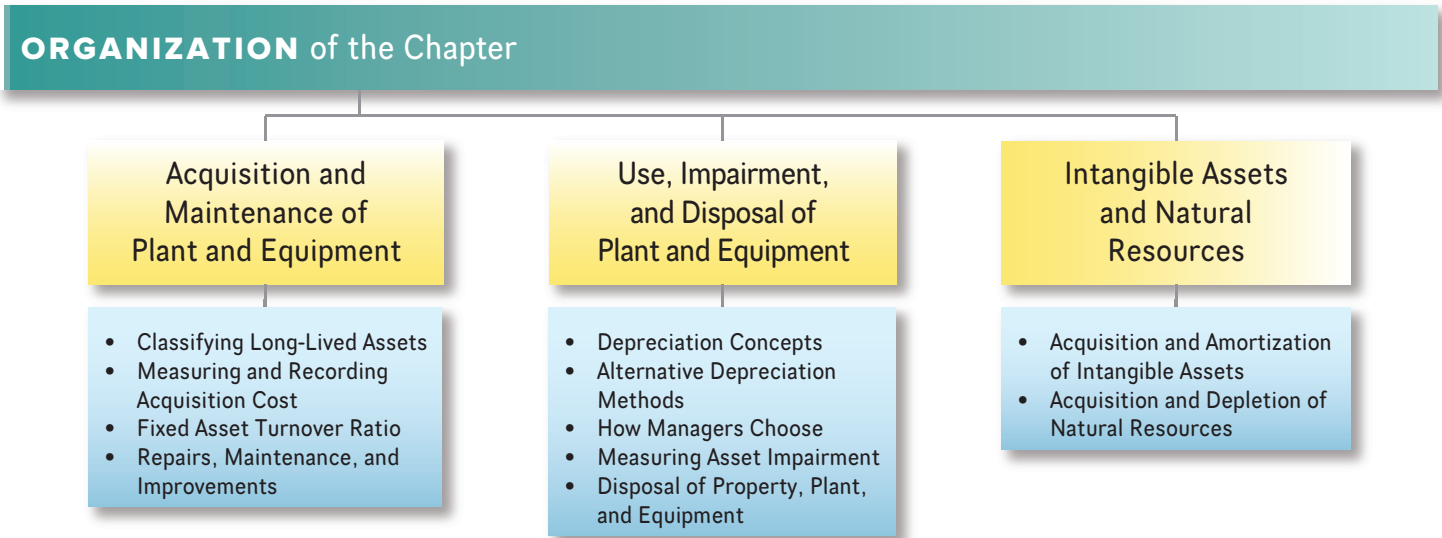 ORGANIZATION of the Chapter
Acquisition and
Maintenance of
Plant and Equipment
• Classifying Long-Lived Assets
• Measuring and Recording
Acquisition Cost
• Fixed Asset Turnover Ratio
• Repairs, Maintenance, and
Improvements
Use, Impairment,
and Disposal of
Plant and Equipment
• Depreciation Concepts
• Alternative Depreciation
Methods
• How Managers Choose
• Measuring Asset Impairment
• Disposal of Property, Plant,
and Equipment
Intangible Assets
and Natural
Resources
• Acquisition and Amortization
of Intangible Assets
• Acquisition and Depletion of
Natural Resources